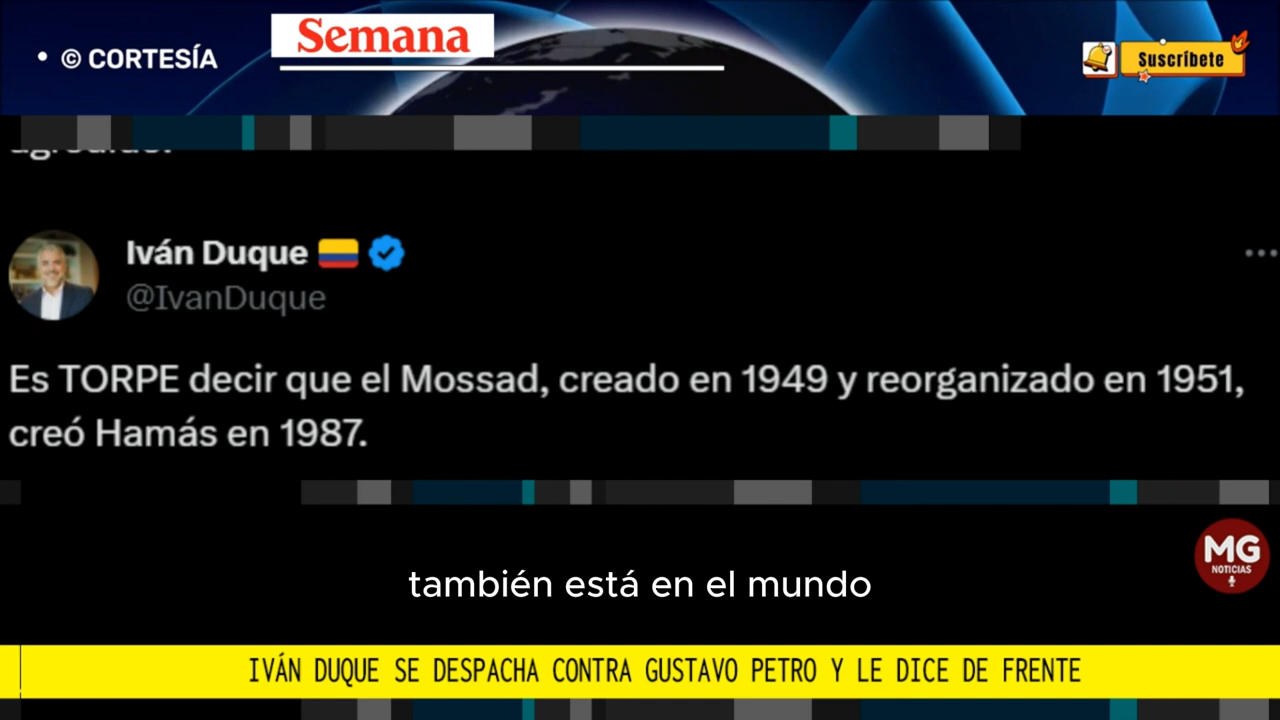 • © CORTESÍA
Semana
Suscríbete
Iván Duque
@IvanDuque
Es TORPE decir que el Mossad, creado en 1949 y reorganizado en 1951,
creó Hamás en 1987.
MG
NOTICIAS
también está en el mundo
IVÁN DUQUE SE DESPACHA CONTRA GUSTAVO PETRO Y LE DICE DE FRENTE